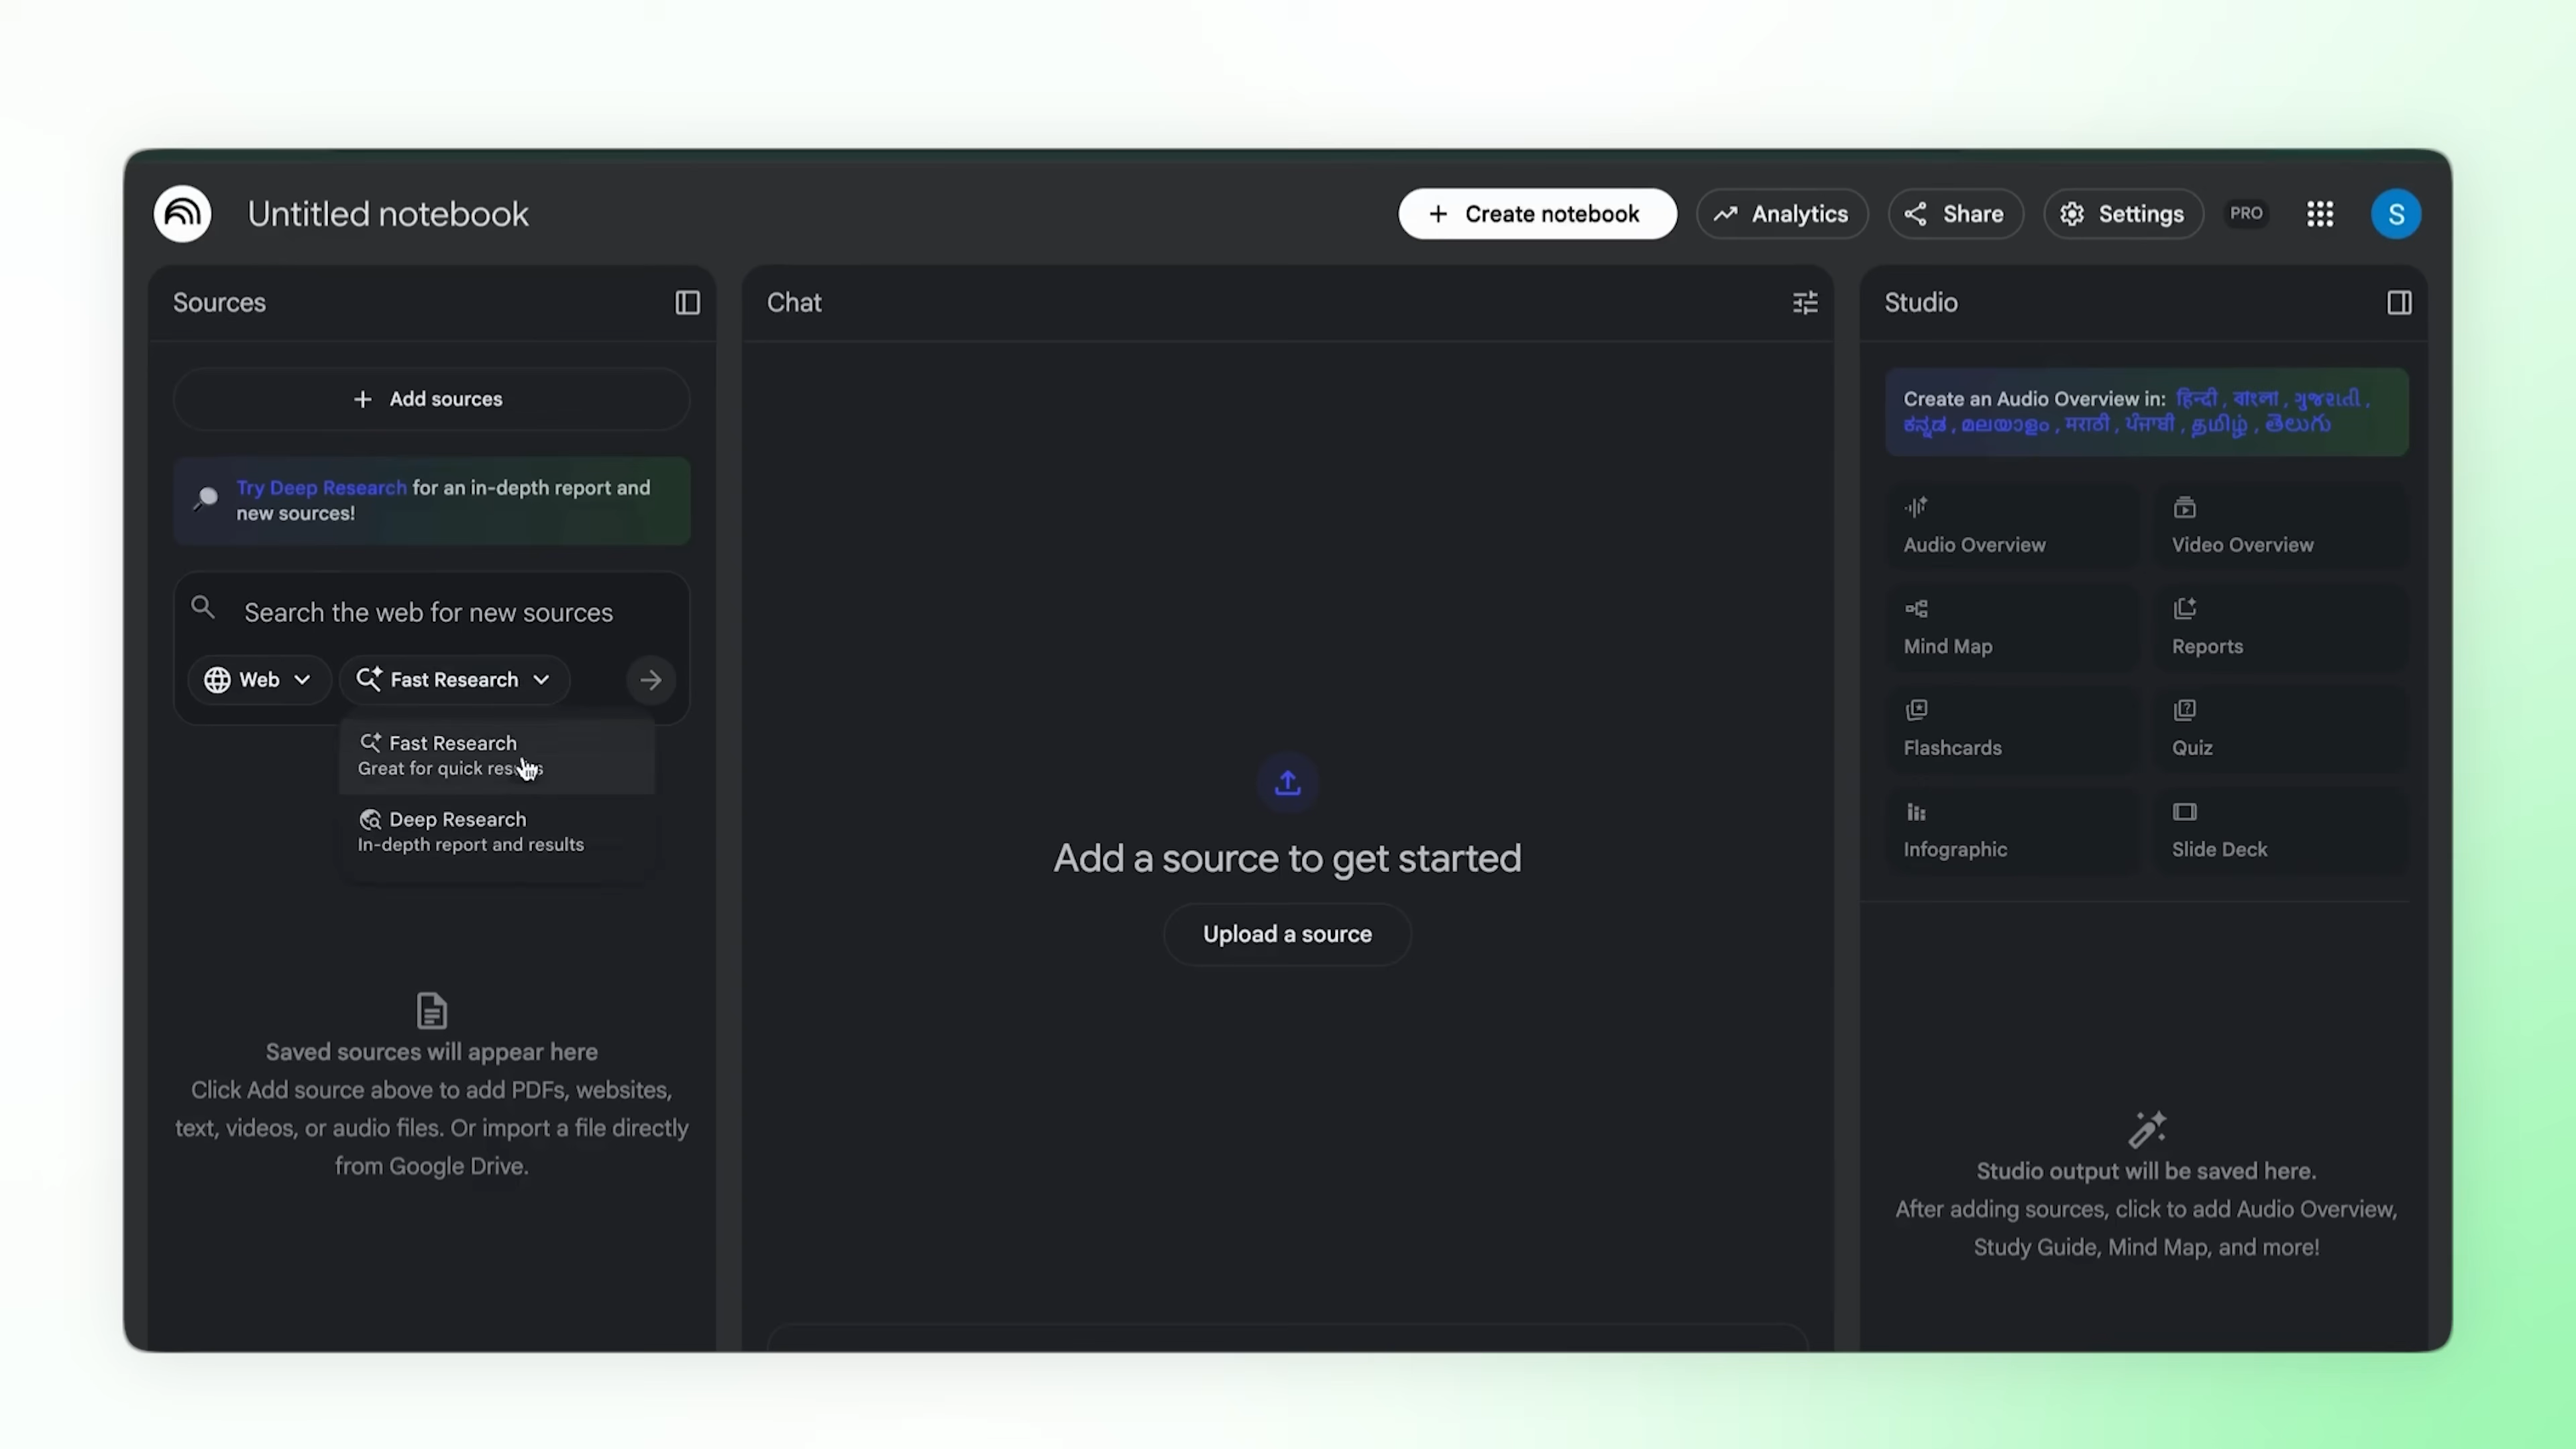 Untitled notebook
Create notebook
Analytics
Share
Settings
PRO
S
Sources
Add sources
Try Deep Research for an in-depth report and
new sources!
Search the web for new sources
Web
Fast Research
Fast Research
Great for quick
Deep Research
In-depth report and results
Saved sources will appear here
Click Add source above to add PDFs, websites,
text, videos, or audio files. Or import a file directly
from Google Drive.
Chat
Add a source to get started
Upload a source
Studio
Create an Audio Overview in: हिन्दी, বাংলা, ગુજરાતી,
ಕನ್ನಡ, മലയാളം, मराठी, ਪੰਜਾਬੀ, தமிழ், తెలుగు
Audio Overview
Video Overview
Mind Map
Reports
Flashcards
Quiz
Infographic
Slide Deck
Studio output will be saved here.
After adding sources, click to add Audio Overview,
Study Guide, Mind Map, and more!